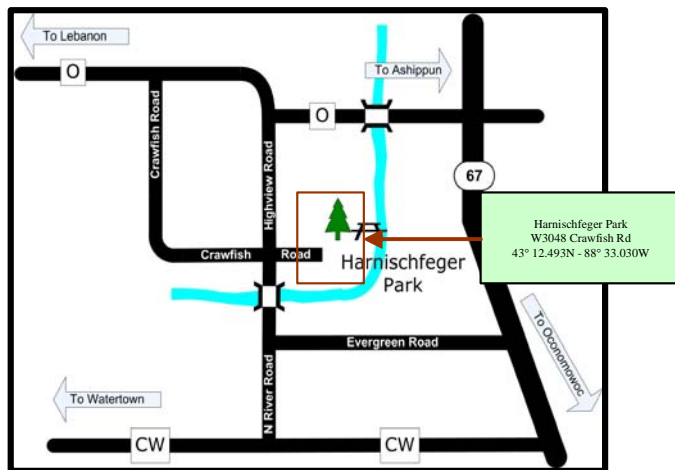 To Lebanon
O
To Ashippun
O
Crawfish Road
Highview Road
67
Harnischfeger Park
W3048 Crawfish Rd
43° 12.493N - 88° 33.030W
Crawfish Road
Harnischfeger
Park
Evergreen Road
To Oconomowoc
N River Road
To Watertown
CW
CW